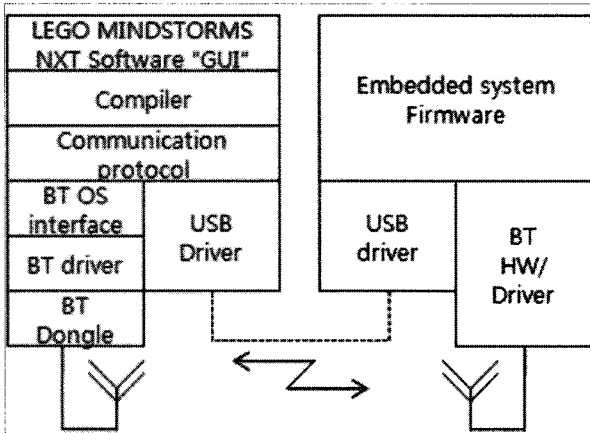 LEGO MINDSTORMS
NXT Software "GUI"
Compiler
Communication
protocol
BT OS
interface
BT driver
BT
Dongle
USB
Driver
Embedded system
Firmware
USB
driver
BT
HW/
Driver